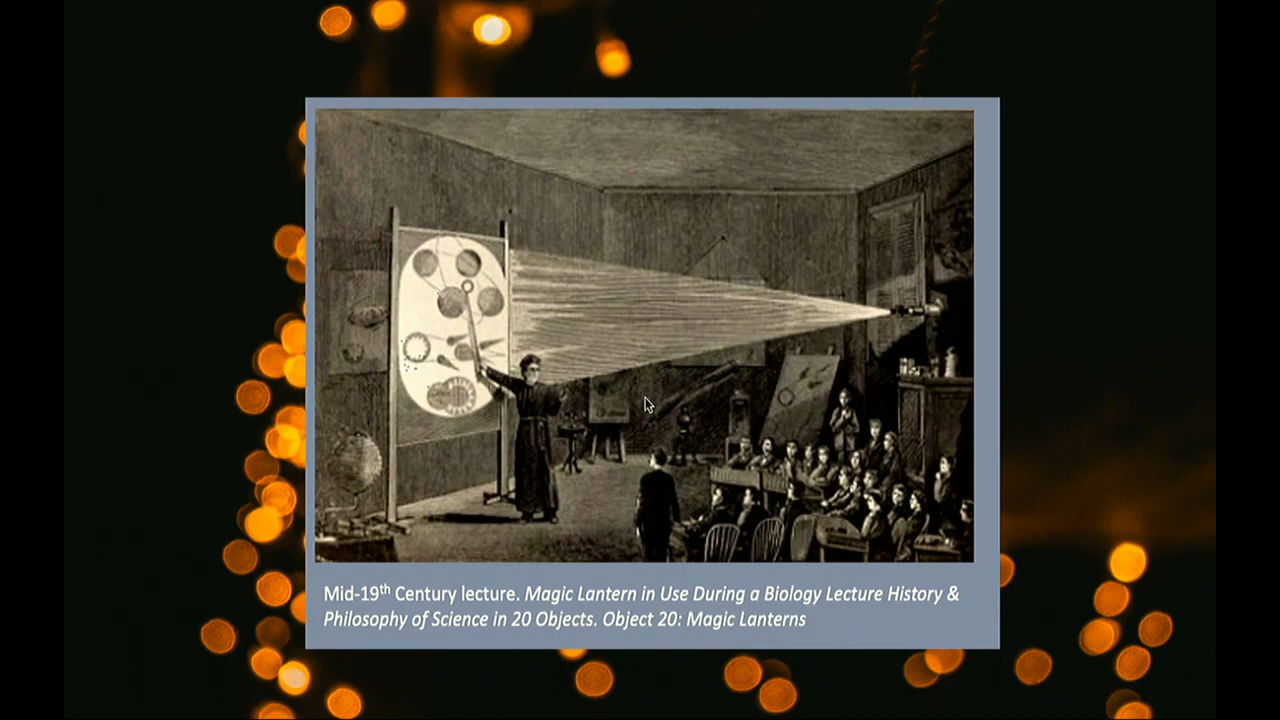 Mid-19th Century lecture. Magic Lantern in Use During a Biology Lecture History &
Philosophy of Science in 20 Objects. Object 20: Magic Lanterns